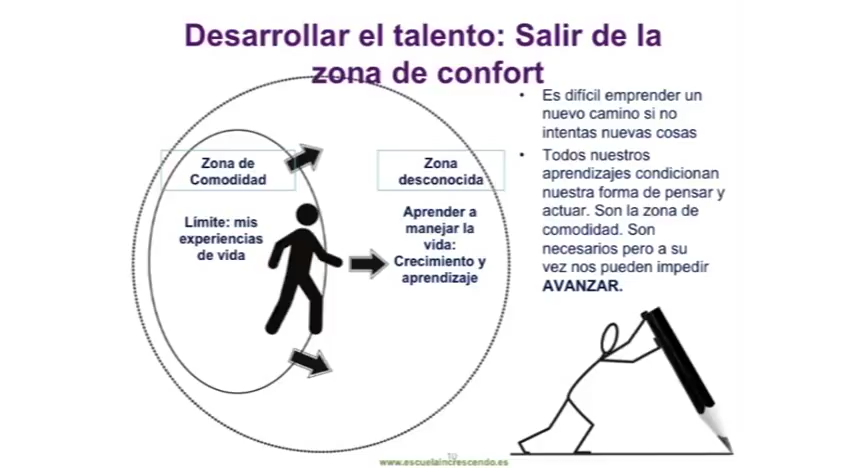 Desarrollar el talento: Salir de la
zona de confort
Zona de
Comodidad
Límite: mis
experiencias
de vida
Zona
desconocida
Aprender a
manejar la
vida:
Crecimiento y
aprendizaje
• Es difícil emprender un
nuevo camino si no
intentas nuevas cosas
• Todos nuestros
aprendizajes condicionan
nuestra forma de pensar y
actuar. Son la zona de
comodidad. Son
necesarios pero a su
vez nos pueden impedir
AVANZAR.
10
www.escuelaincrescendo.es